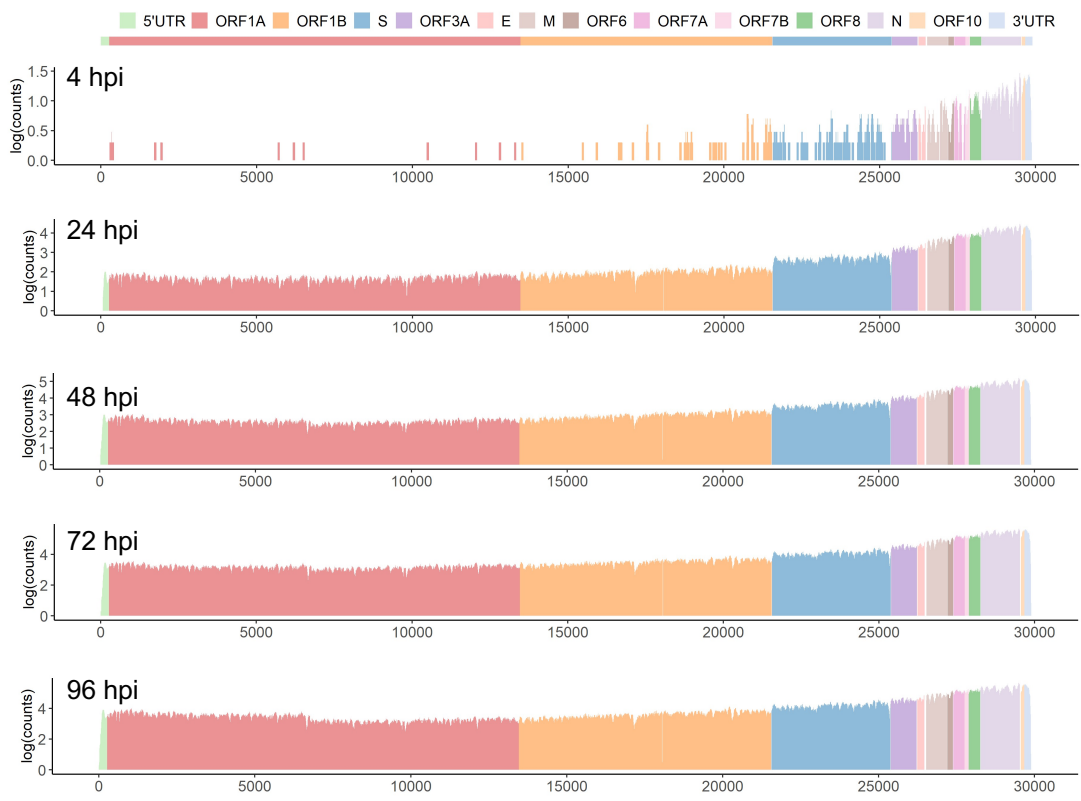 5'UTR ORF1A ORF1B S ORF3A E M ORF6 ORF7A ORF7B ORF8 N ORF10 3'UTR
4 hpi
log(counts)
1.5
1.0
0.5
0.0
0 5000 10000 15000 20000 25000 30000
24 hpi
log(counts)
4
3
2
1
0
0 5000 10000 15000 20000 25000 30000
48 hpi
log(counts)
5
4
3
2
1
0
0 5000 10000 15000 20000 25000 30000
72 hpi
log(counts)
4
2
0
0 5000 10000 15000 20000 25000 30000
96 hpi
log(counts)
4
2
0
0 5000 10000 15000 20000 25000 30000